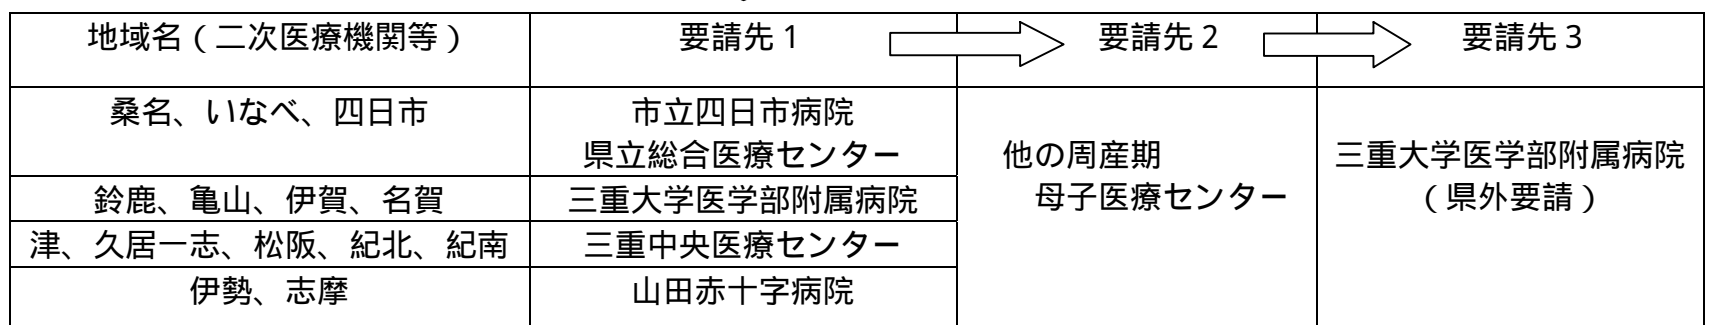 地域名（二次医療機関等）
要請先１
要請先２
要請先３
桑名、いなべ、四日市
市立四日市病院
県立総合医療センター
他の周産期
母子医療センター
三重大学医学部附属病院
（県外要請）
鈴鹿、亀山、伊賀、名賀
三重大学医学部附属病院
津、久居一志、松阪、紀北、紀南
三重中央医療センター
伊勢、志摩
山田赤十字病院